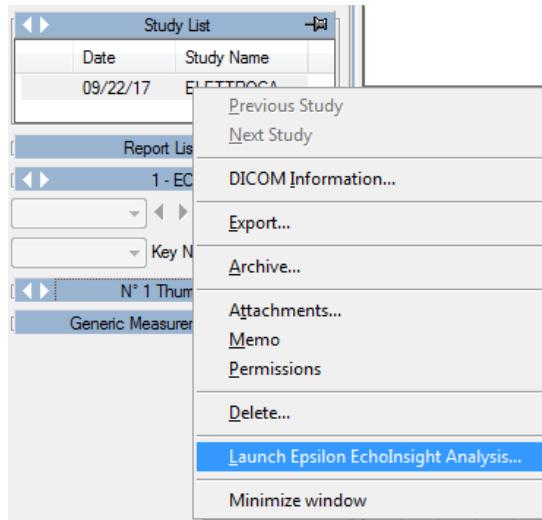 Study List
Date Study Name
09/22/17
Previous Study
Next Study
Report Lis
DICOM Information...
1 - EC
Export...
Key N
Archive...
N° 1 Thum
Attachments...
Generic Measurer
Memo
Permissions
Delete...
Launch Epsilon EchoInsight Analysis...
Minimize window